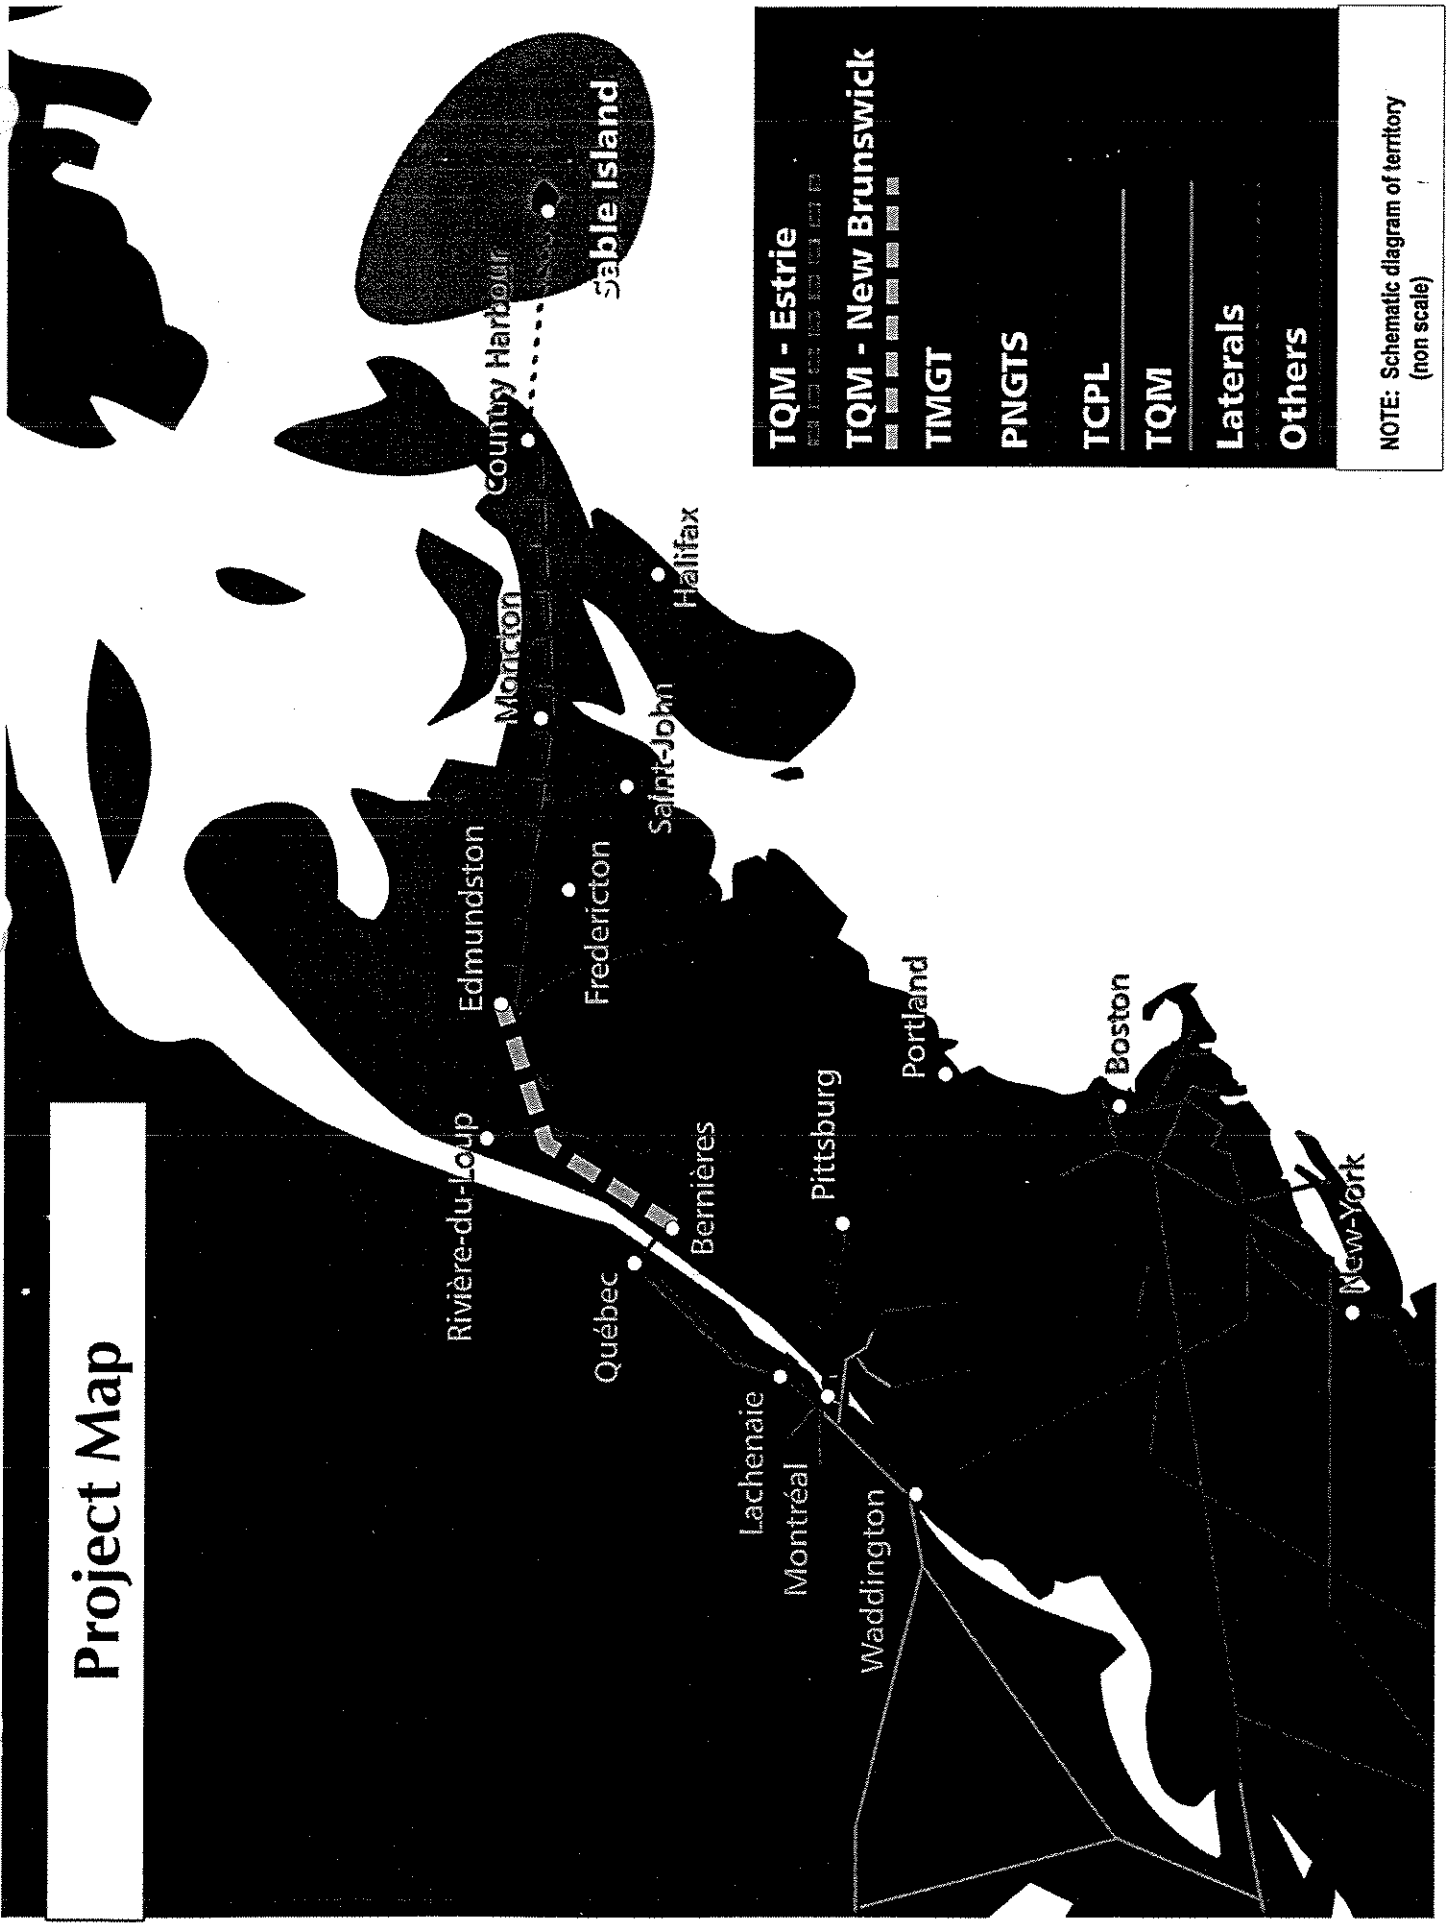 Project Map
Rivière-du-Loup
Edmundston
Moncton
Country Harbour
Sable Island
Québec
Fredericton
Saint-John
Halifax
Bernières
Lachenaie
Montréal
Pittsburg
Portland
Waddington
Boston
New-York
TQM - Estrie
TQM - New Brunswick
TMGT
PNGTS
TCPL
TQM
Laterals
Others
NOTE: Schematic diagram of territory
(non scale)